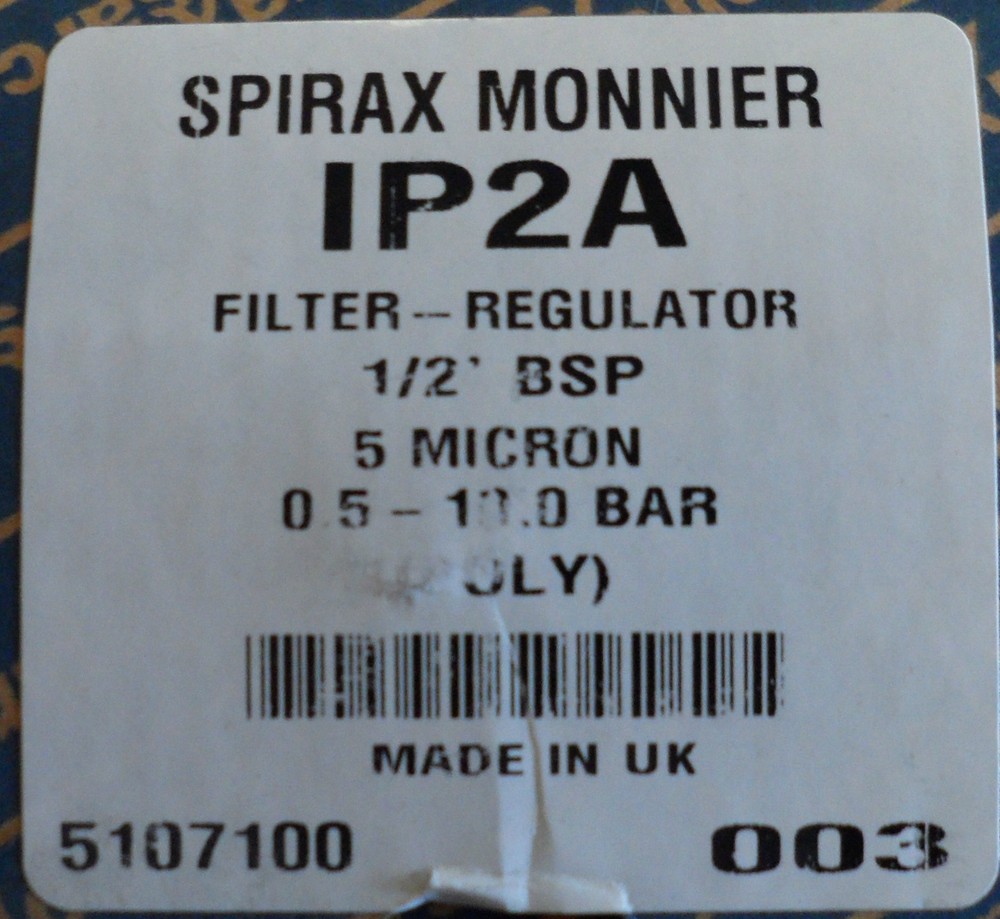 SPIRAX MONNIER
IP2A
FILTER--REGULATOR
1/2" BSP
5 MICRON
0.5 – BAR
MADE IN UK
5107100 003